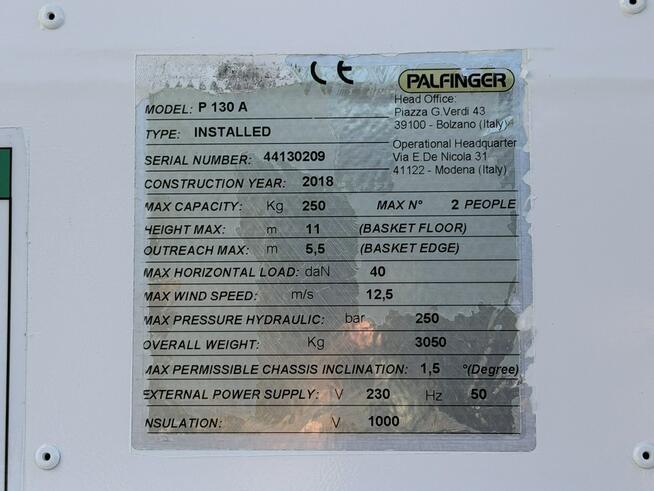 CE PALFINGER
Head Office:
MODEL: P 130 A Piazza G.Verdi 43
39100 - Bolzano (Italy)
TYPE: INSTALLED
Operational Headquarter
SERIAL NUMBER: 44130209 Via E.De Nicola 31
41122 - Modena (Italy)
CONSTRUCTION YEAR: 2018
MAX CAPACITY: Kg 250 MAX N° 2 PEOPLE
HEIGHT MAX: m 11 (BASKET FLOOR)
OUTREACH MAX: m 5,5 (BASKET EDGE)
MAX HORIZONTAL LOAD: daN 40
MAX WIND SPEED: m/s 12,5
MAX PRESSURE HYDRAULIC: bar 250
OVERALL WEIGHT: Kg 3050
MAX PERMISSIBLE CHASSIS INCLINATION: 1,5 °(Degree)
EXTERNAL POWER SUPPLY: V 230 Hz 50
NSULATION: V 1000